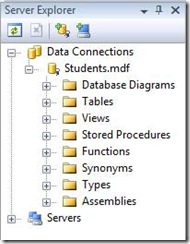 Server Explorer
Data Connections
Students.mdf
Database Diagrams
Tables
Views
Stored Procedures
Functions
Synonyms
Types
Assemblies
Servers